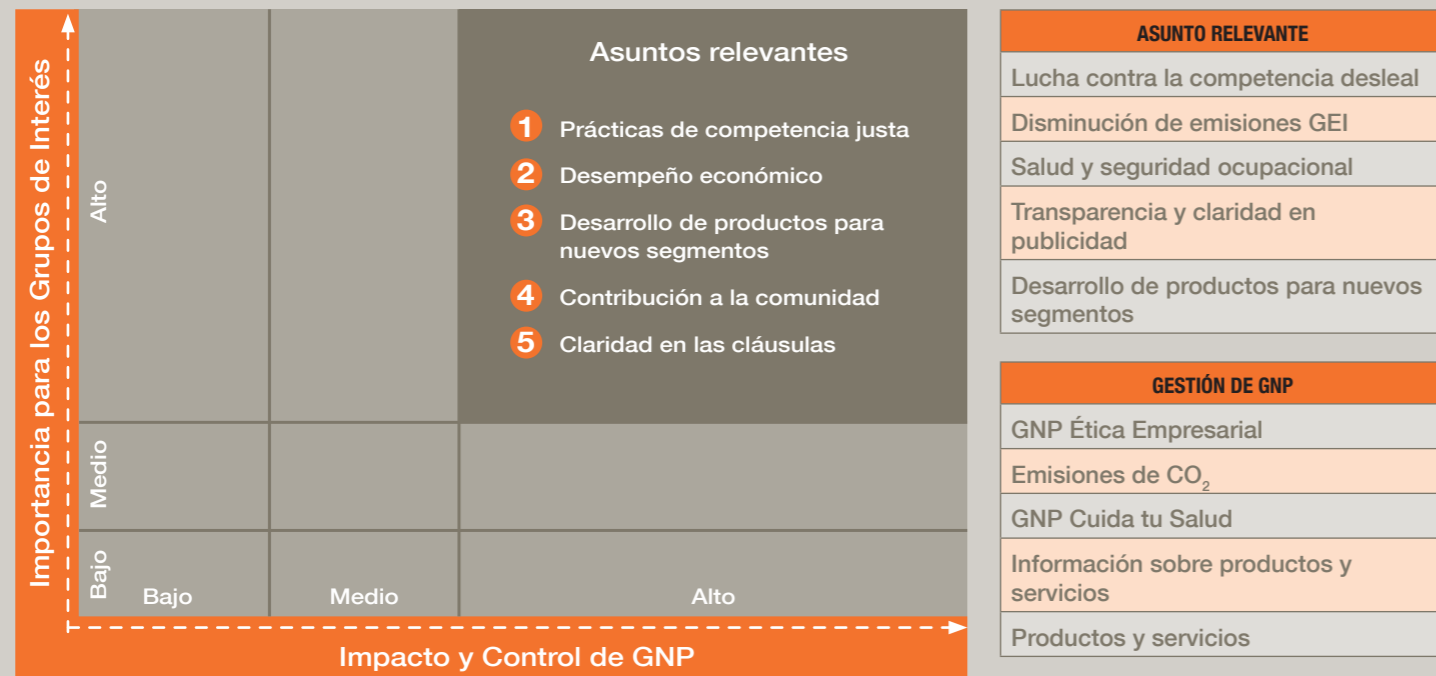 Importancia para los Grupos de Interés
Alto
Medio
Bajo
Asuntos relevantes
1 Prácticas de competencia justa
2 Desempeño económico
3 Desarrollo de productos para
nuevos segmentos
4 Contribución a la comunidad
5 Claridad en las cláusulas
Bajo
Medio
Alto
Impacto y Control de GNP
ASUNTO RELEVANTE
Lucha contra la competencia desleal
Disminución de emisiones GEI
Salud y seguridad ocupacional
Transparencia y claridad en
publicidad
Desarrollo de productos para nuevos
segmentos
GESTIÓN DE GNP
GNP Ética Empresarial
Emisiones de CO₂
GNP Cuida tu Salud
Información sobre productos y
servicios
Productos y servicios